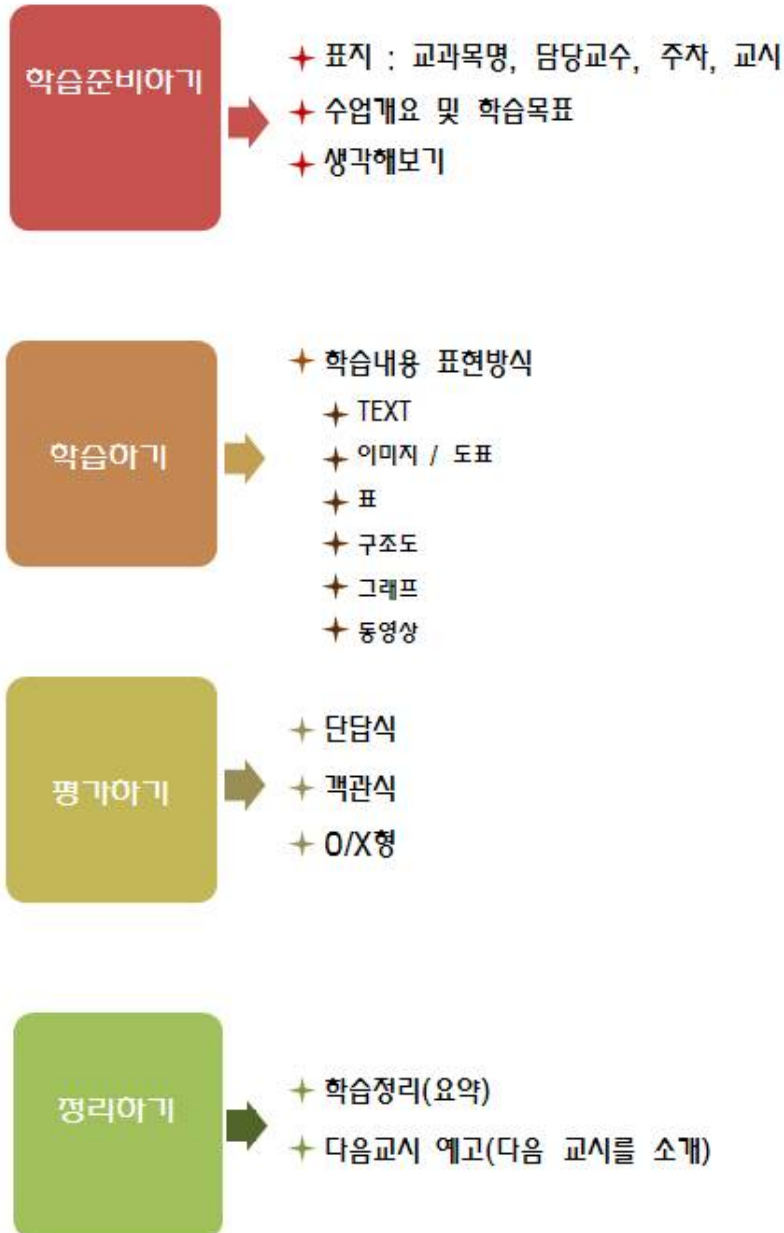 학습준비하기
표지 : 교과목명, 담당교수, 주차, 교시
수업개요 및 학습목표
생각해보기
학습하기
학습내용 표현방식
TEXT
이미지 / 도표
표
구조도
그래프
동영상
평가하기
단답식
객관식
O/X형
정리하기
학습정리(요약)
다음교시 예고(다음 교시를 소개)